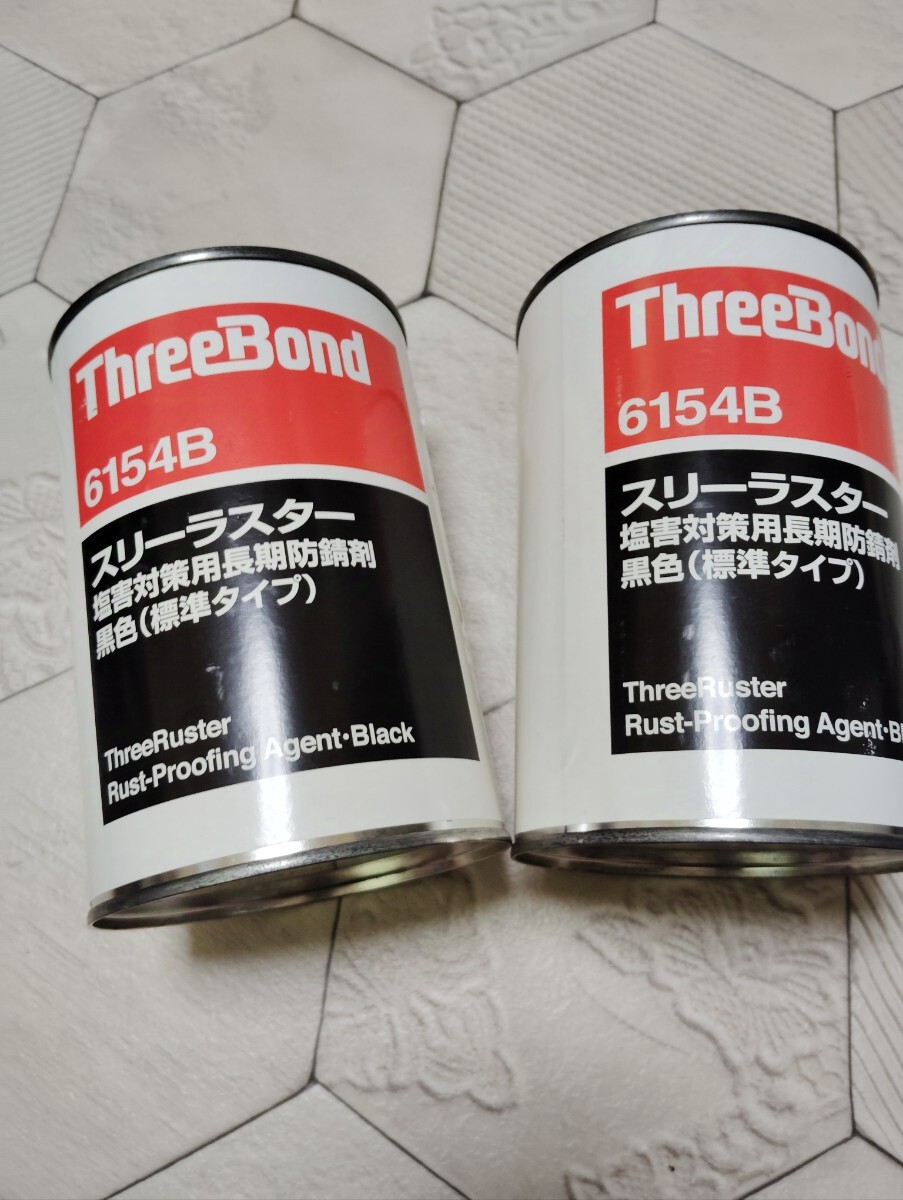 ThreeBond
6154B
スリーラスター
塩害対策用長期防錆剤
黒色(標準タイプ)
ThreeRuster
Rust-Proofing Agent・Black
ThreeBond
6154B
スリーラスター
塩害対策用長期防錆剤
黒色(標準タイプ)
ThreeRuster
Rust-Proofing Agent・